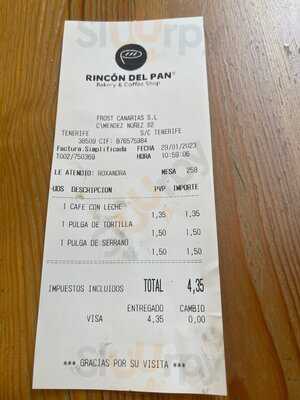 RINCÓN DEL PAN®
Bakery & Coffee Shop
FROST CANARIAS S.L
C\MENDEZ NUÑEZ 82
TENERIFE S/C TENERIFE
38509 CIF: B76575984
Factura Simplificada FECHA 29/01/2023
T002/750369 HORA 10:59:06
LE ATENDIO: ROXANDRA MESA 258
UDS DESCRIPCION PVP IMPORTE
1 CAFE CON LECHE 1,35 1,35
1 PULGA DE TORTILLA 1,50 1,50
1 PULGA DE SERRANO 1,50 1,50
IMPUESTOS INCLUIDOS TOTAL 4,35
ENTREGADO CAMBIO
VISA 4,35 0,00
*** GRACIAS POR SU VISITA ***